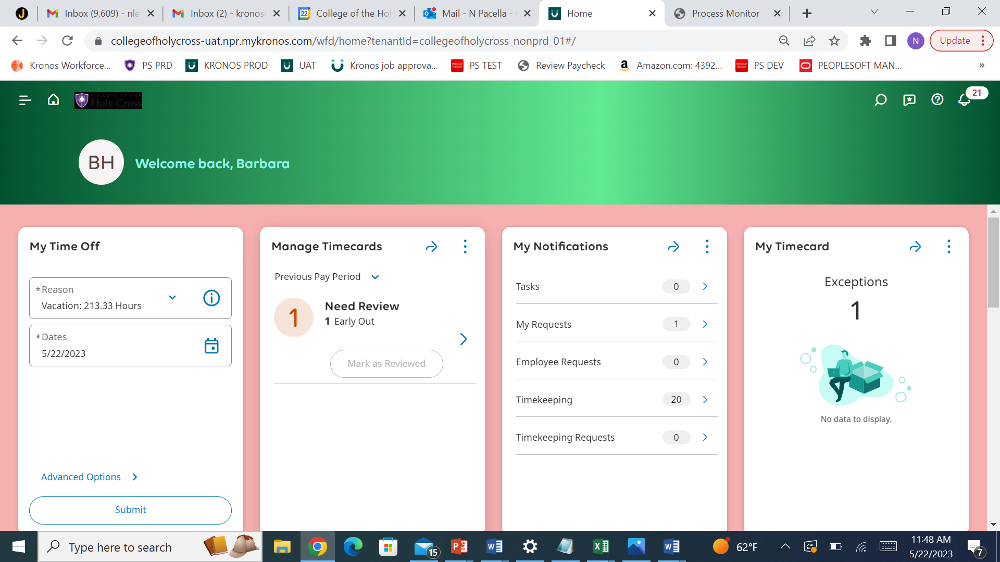 J
Inbox (9,609) - nle
Inbox (2) - kronos
22
College of the Hol
Mail - N Pacella -
Home
Process Monitor
collegeofholycross-uat.npr.mykronos.com/wfd/home?tenantId=collegeofholycross_nonprd_01#/
N
Update
Kronos Workforce...
PS PRD
KRONOS PROD
UAT
Kronos job approva...
PS TEST
Review Paycheck
Amazon.com: 4392...
PS DEV
PEOPLESOFT MAN...
»
COLLEGE OF THE
Holy Cross
21
BH
Welcome back, Barbara
My Time Off
*Reason
Vacation: 213.33 Hours
*Dates
5/22/2023
Advanced Options
Submit
Manage Timecards
Previous Pay Period
1
Need Review
1 Early Out
Mark as Reviewed
My Notifications
Tasks 0
My Requests 1
Employee Requests 0
Timekeeping 20
Timekeeping Requests 0
My Timecard
Exceptions
1
No data to display.
Type here to search
15
62°F
11:48 AM
5/22/2023
7